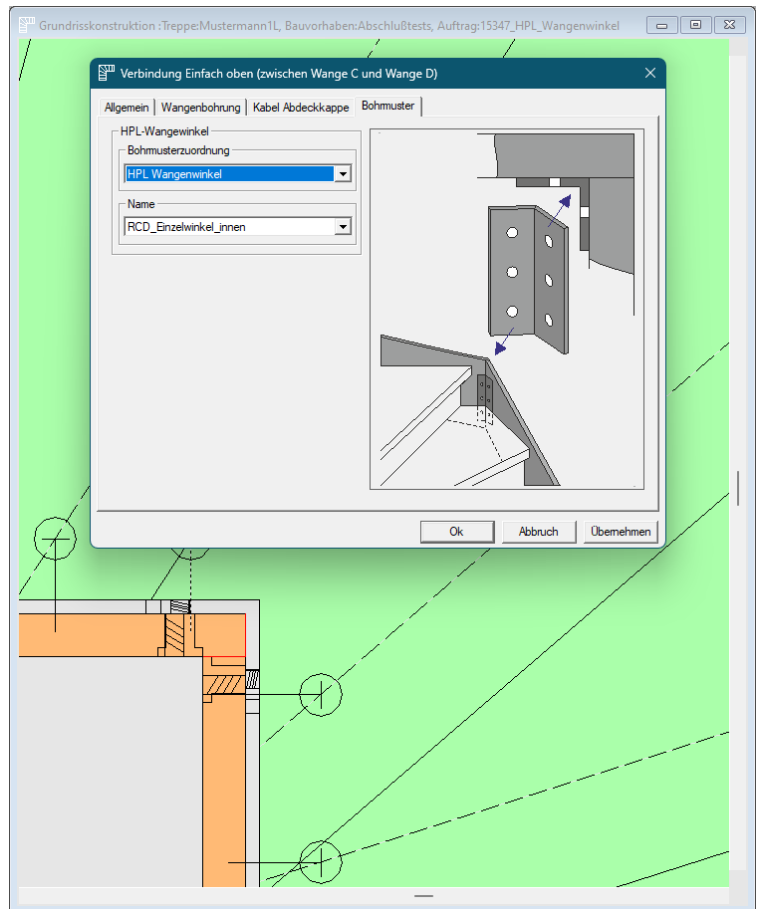 Grundrisskonstruktion :Treppe:Mustermann1L, Bauvorhaben:Abschlußtests, Auftrag:15347_HPL_Wangenwinkel
Verbindung Einfach oben (zwischen Wange C und Wange D)
Allgemein Wangenbohrung Kabel Abdeckkappe Bohrmuster
HPL-Wangewinkel
Bohrmusterzuordnung
HPL Wangenwinkel
Name
RCD_Einzelwinkel_innen
Ok Abbruch Übernehmen